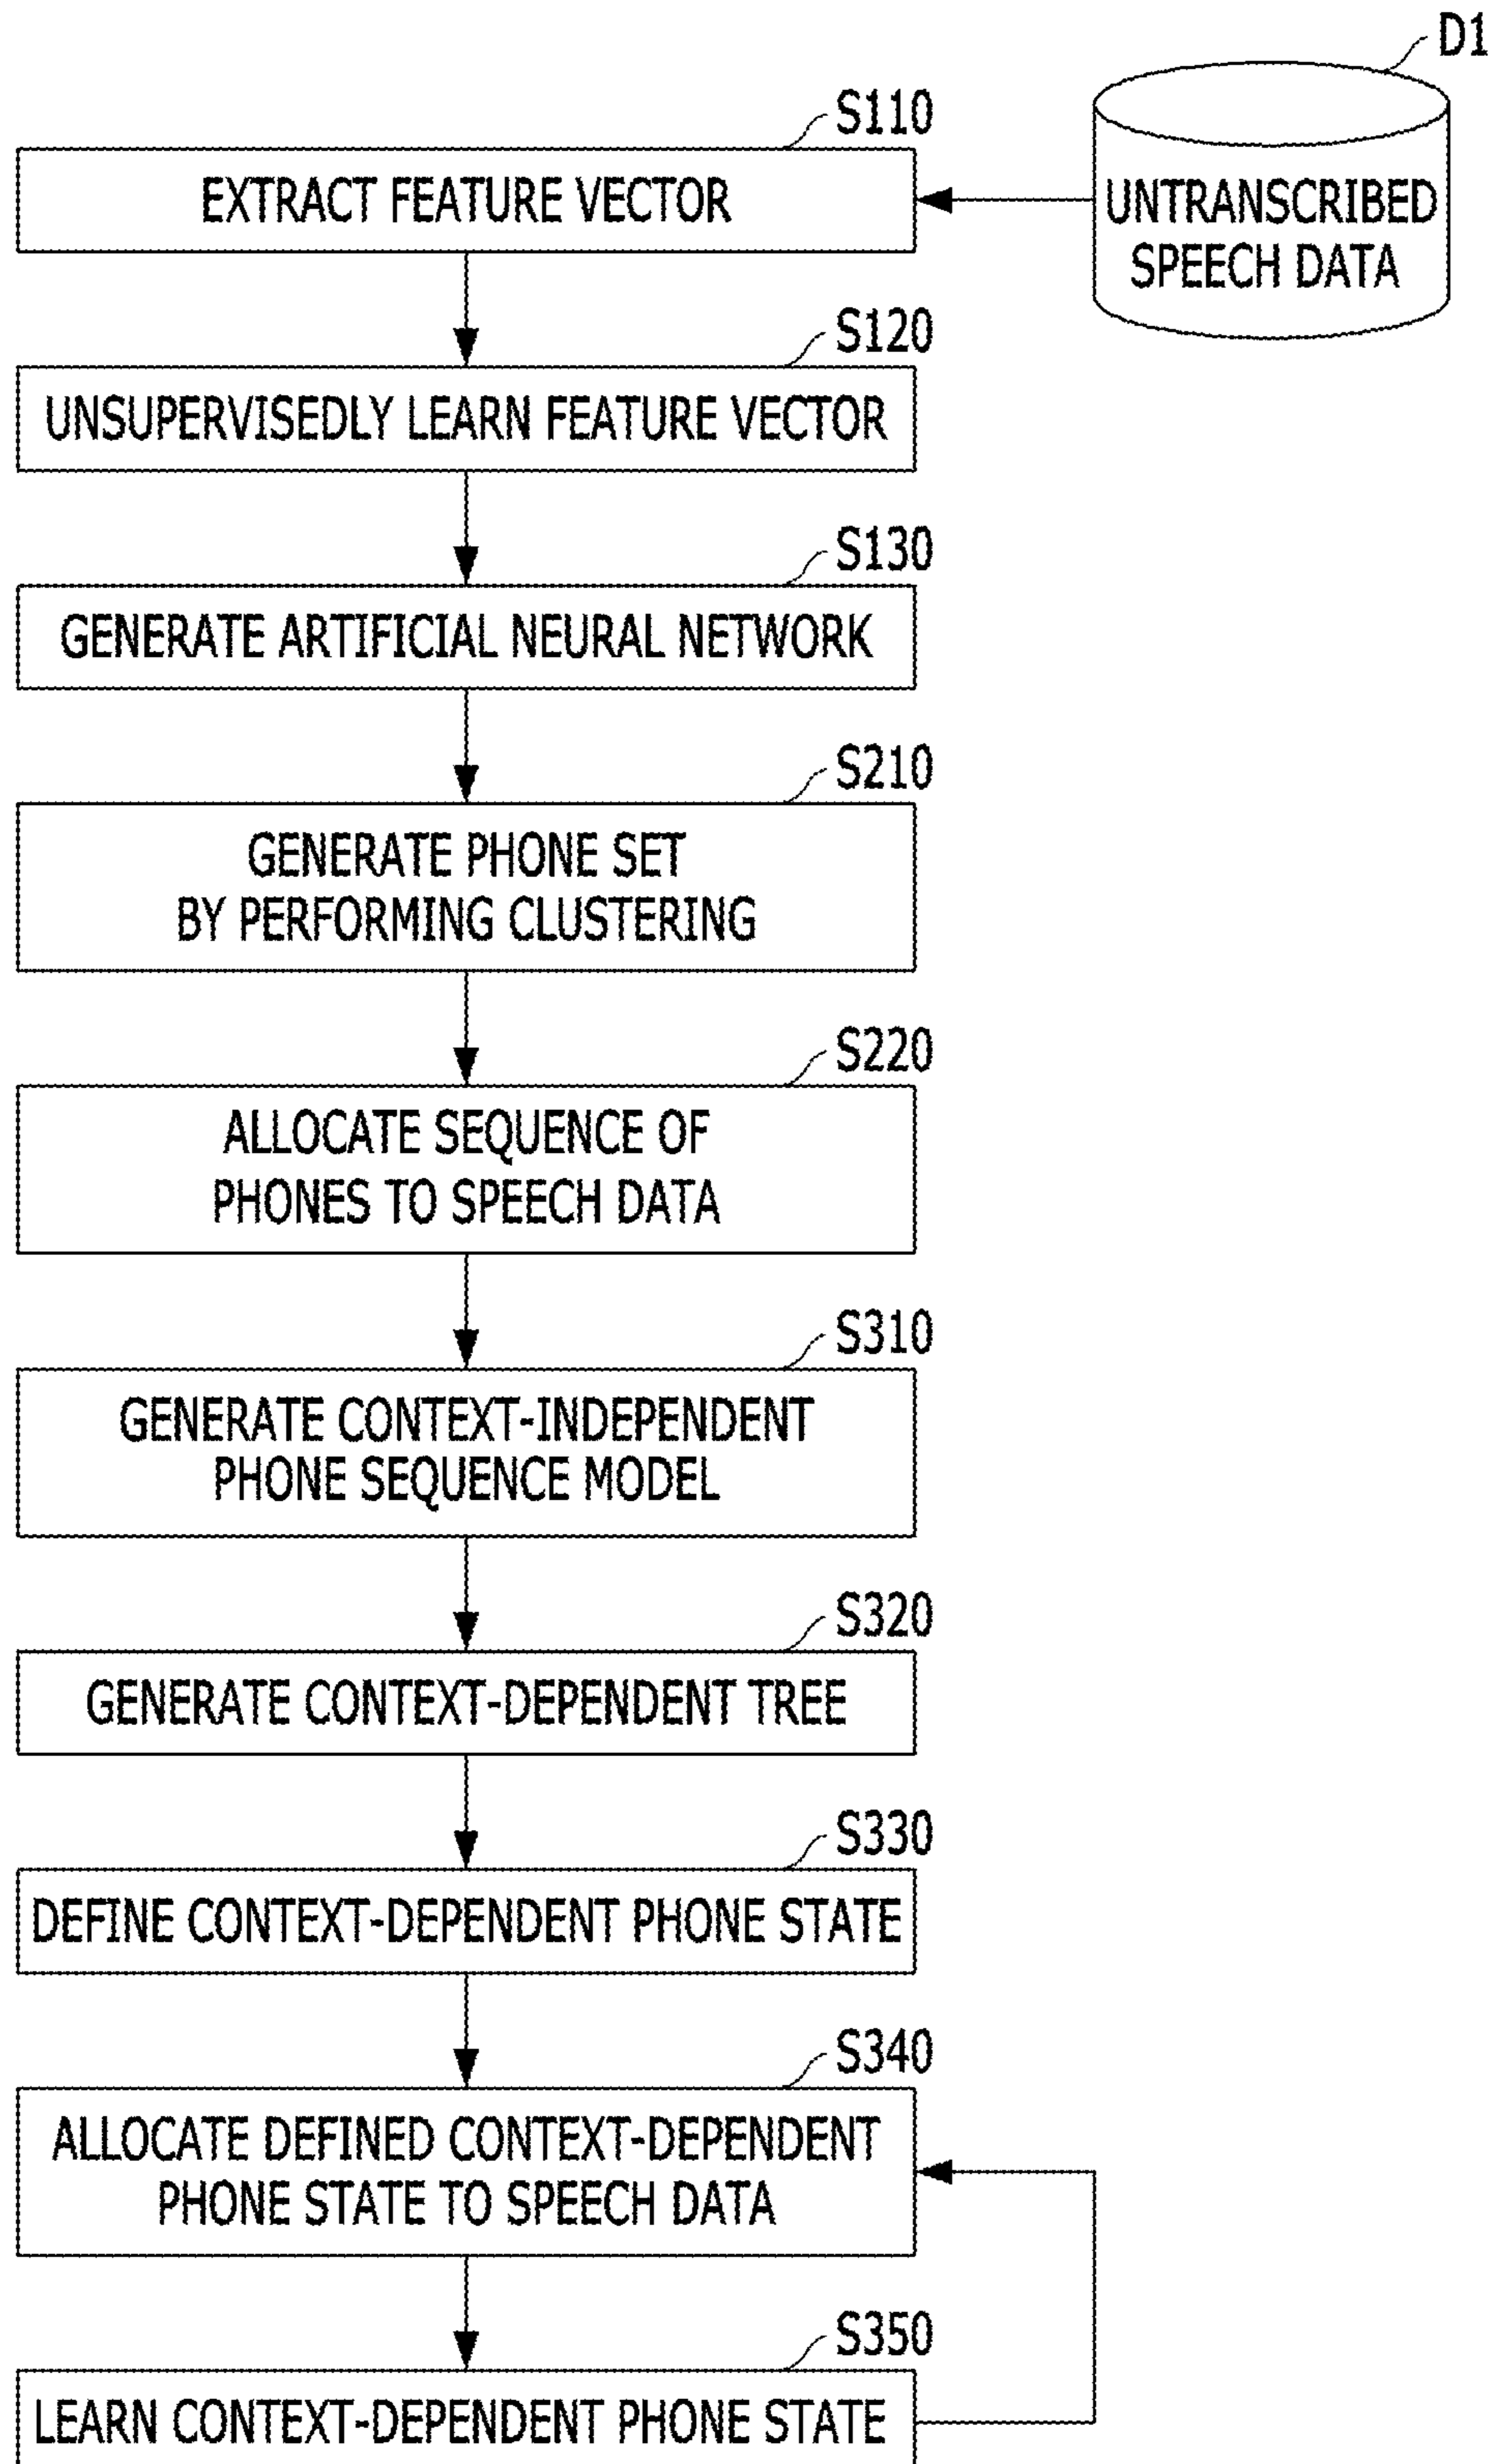 D1
UNTRANSCRIBED
SPEECH DATA
S110
EXTRACT FEATURE VECTOR
S120
UNSUPERVISEDLY LEARN FEATURE VECTOR
S130
GENERATE ARTIFICIAL NEURAL NETWORK
S210
GENERATE PHONE SET
BY PERFORMING CLUSTERING
S220
ALLOCATE SEQUENCE OF
PHONES TO SPEECH DATA
S310
GENERATE CONTEXT-INDEPENDENT
PHONE SEQUENCE MODEL
S320
GENERATE CONTEXT-DEPENDENT TREE
S330
DEFINE CONTEXT-DEPENDENT PHONE STATE
S340
ALLOCATE DEFINED CONTEXT-DEPENDENT
PHONE STATE TO SPEECH DATA
S350
LEARN CONTEXT-DEPENDENT PHONE STATE